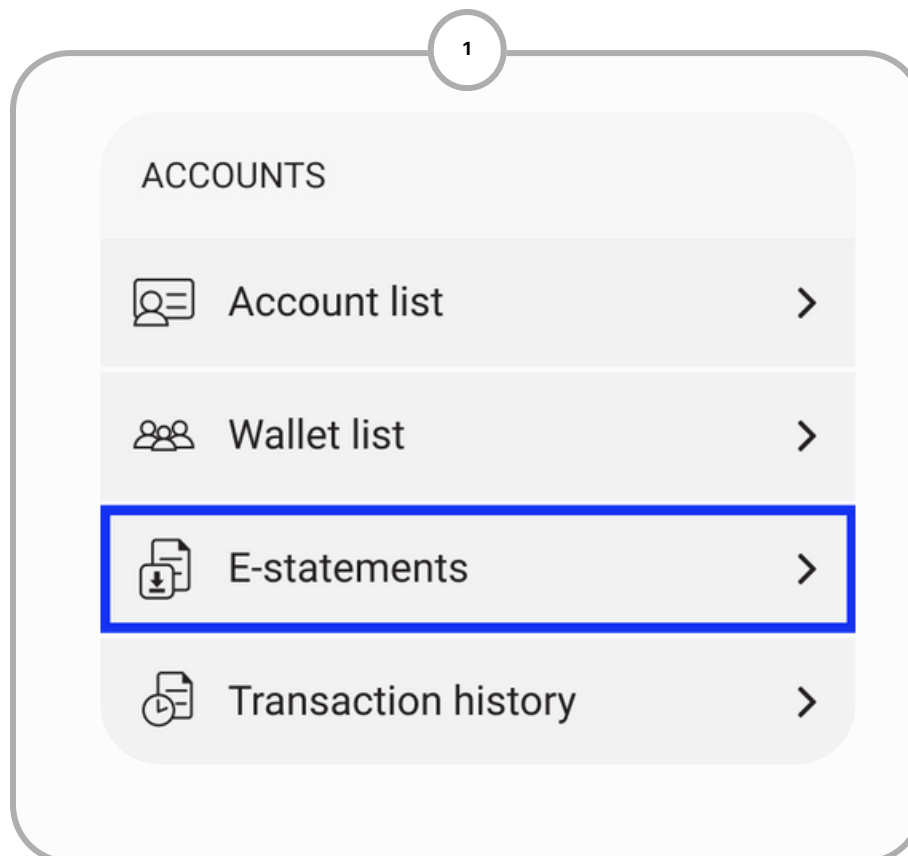 1
ACCOUNTS
Account list
Wallet list
E-statements
Transaction history